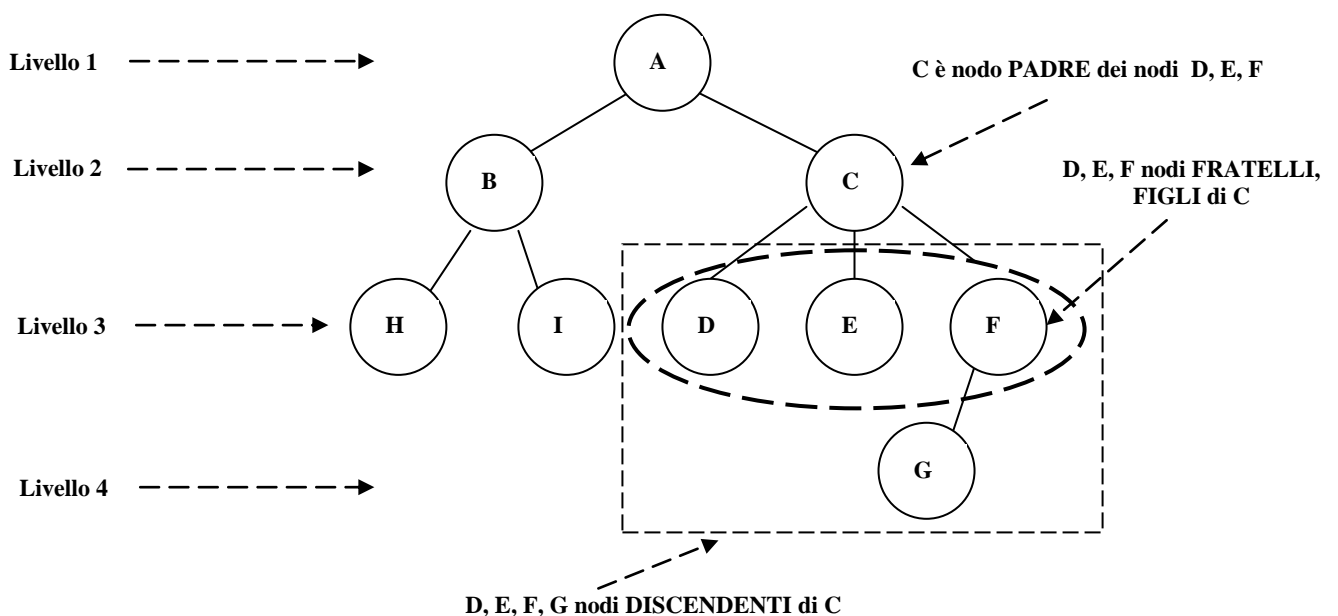 A
Livello 1
C è nodo PADRE dei nodi D, E, F
Livello 2
B
C
D, E, F nodi FRATELLI,
FIGLI di C
Livello 3
H
I
D
E
F
G
Livello 4
D, E, F, G nodi DISCENDENTI di C